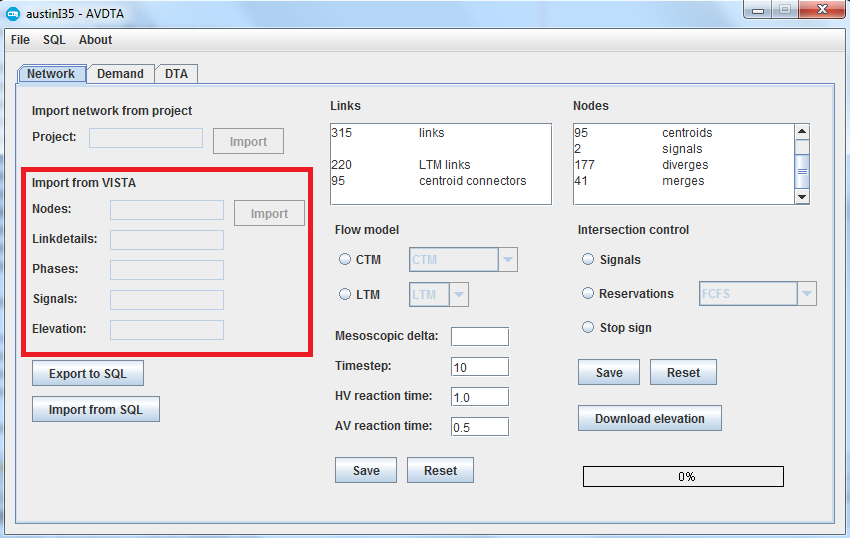 austinI35 - AVDTA
File SQL About
Network Demand DTA
Import network from project
Project: Import
Import from VISTA
Nodes: Import
Linkdetails:
Phases:
Signals:
Elevation:
Export to SQL
Import from SQL
Links
315 links
220 LTM links
95 centroid connectors
Flow model
CTM CTM
LTM LTM
Mesoscopic delta:
Timestep: 10
HV reaction time: 1.0
AV reaction time: 0.5
Save Reset
Nodes
95 centroids
2 signals
177 diverges
41 merges
Intersection control
Signals
Reservations FCFS
Stop sign
Save Reset
Download elevation
0%